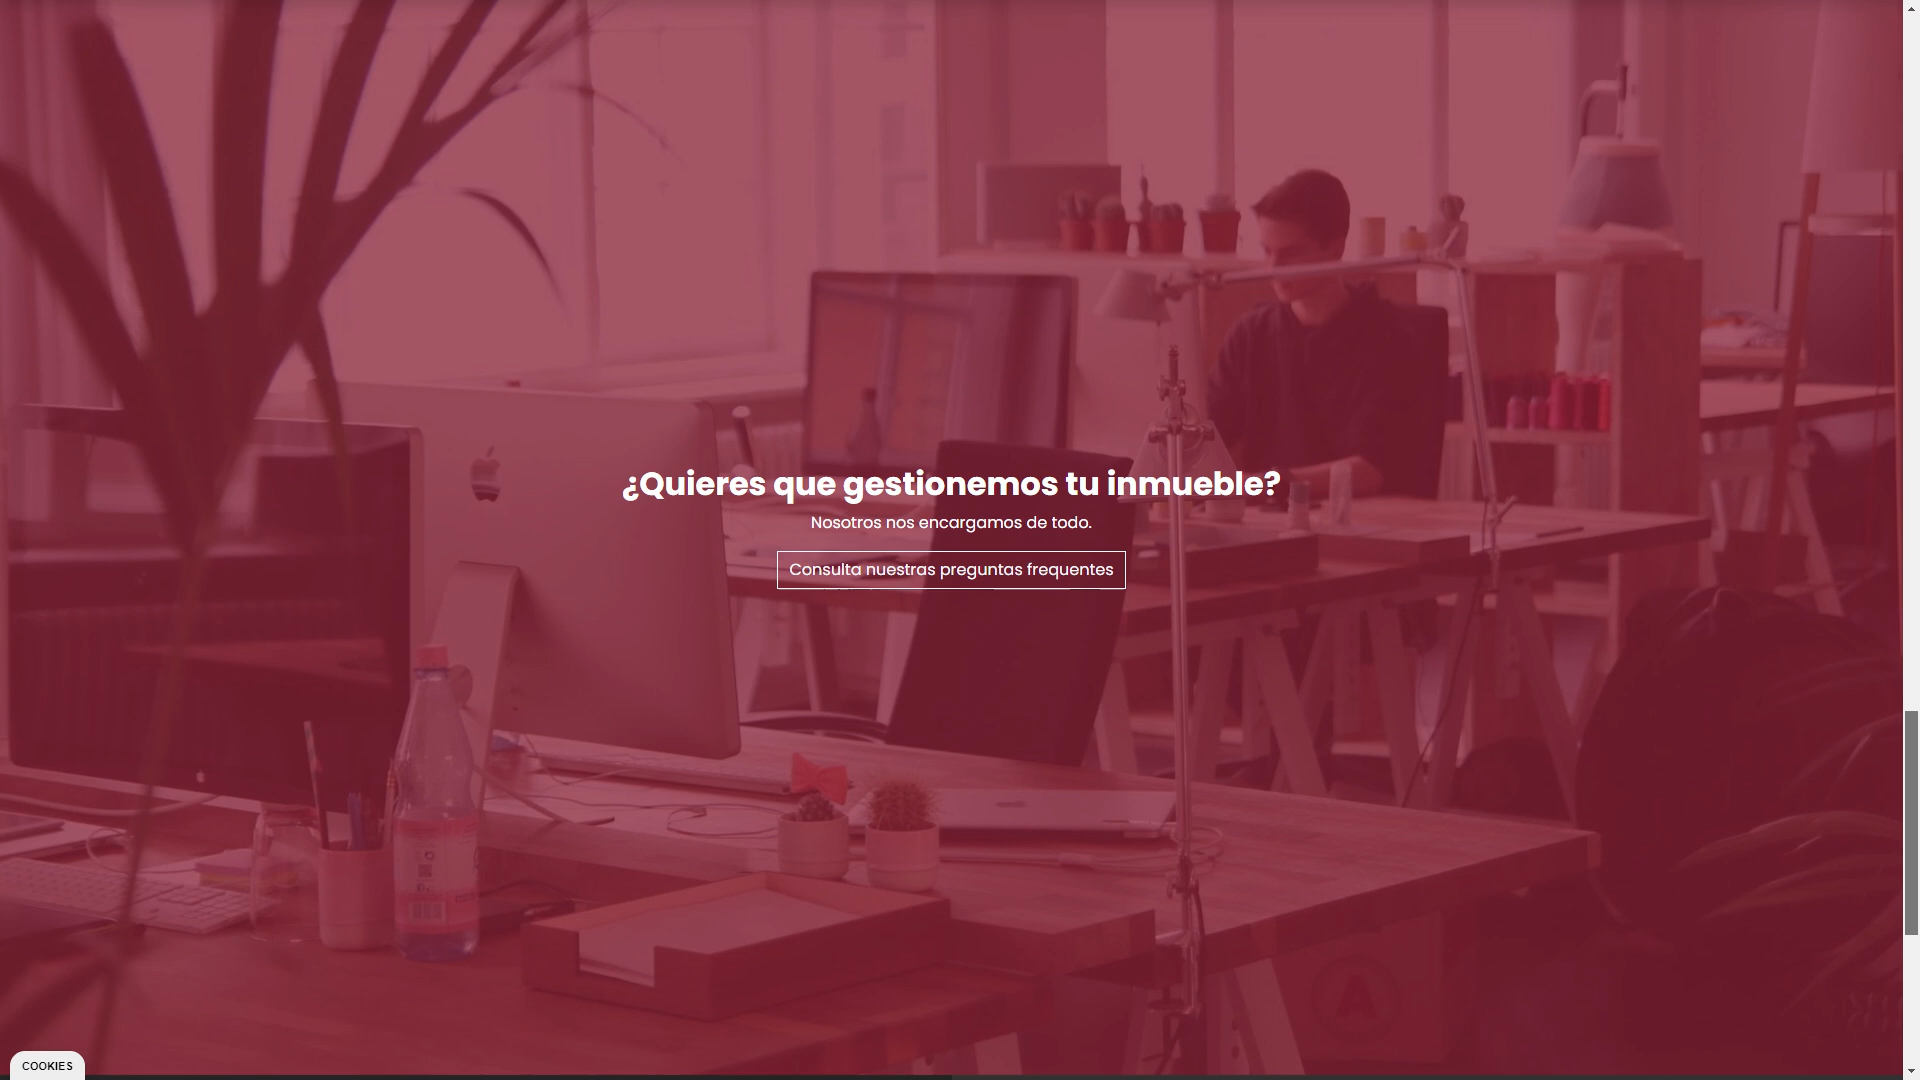 ¿Quieres que gestionemos tu inmueble?
Nosotros nos encargamos de todo.
Consulta nuestras preguntas frequentes
COOKIES